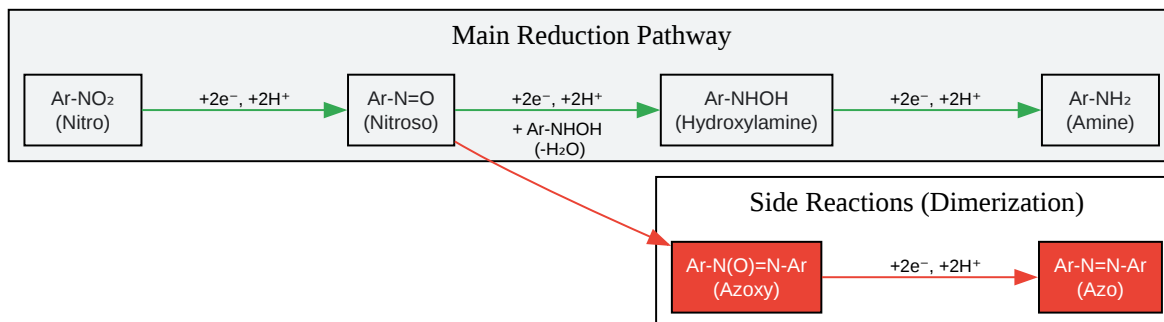 Main Reduction Pathway
Ar-NO₂
(Nitro)
+2e⁻, +2H⁺
Ar-N=O
(Nitroso)
+2e⁻, +2H⁺
Ar-NHOH
(Hydroxylamine)
+2e⁻, +2H⁺
Ar-NH₂
(Amine)
+ Ar-NHOH
(-H₂O)
Side Reactions (Dimerization)
Ar-N(O)=N-Ar
(Azoxy)
+2e⁻, +2H⁺
Ar-N=N-Ar
(Azo)